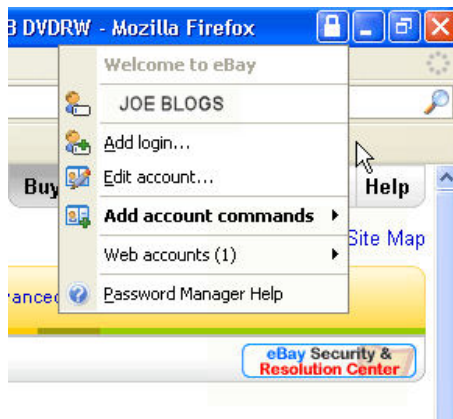 B DVDRW - Mozilla Firefox
Welcome to eBay
JOE BLOGS
Add login...
Edit account...
Buy
Help
Add account commands
Site Map
Web accounts (1)
Password Manager Help
eBay Security &
Resolution Center